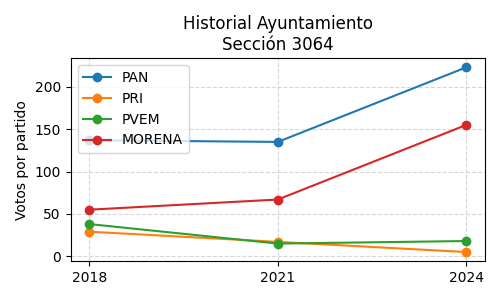 Historial Ayuntamiento
Sección 3064
Votos por partido
200
150
100
50
0
PAN
PRI
PVEM
MORENA
2018
2021
2024